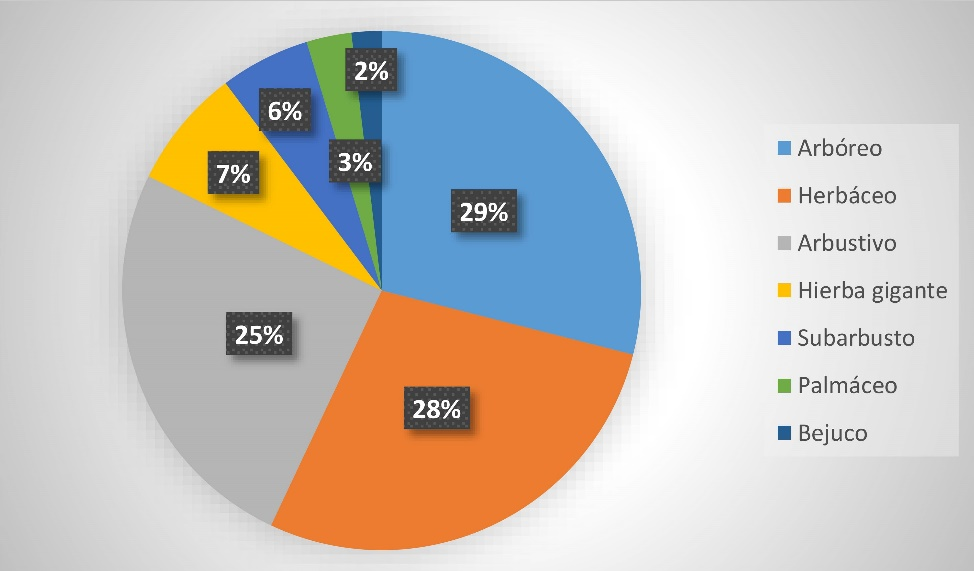 2%
6%
3%
7%
29%
25%
28%
Arbóreo
Herbáceo
Arbustivo
Hierba gigante
Subarbusto
Palmáceo
Bejuco